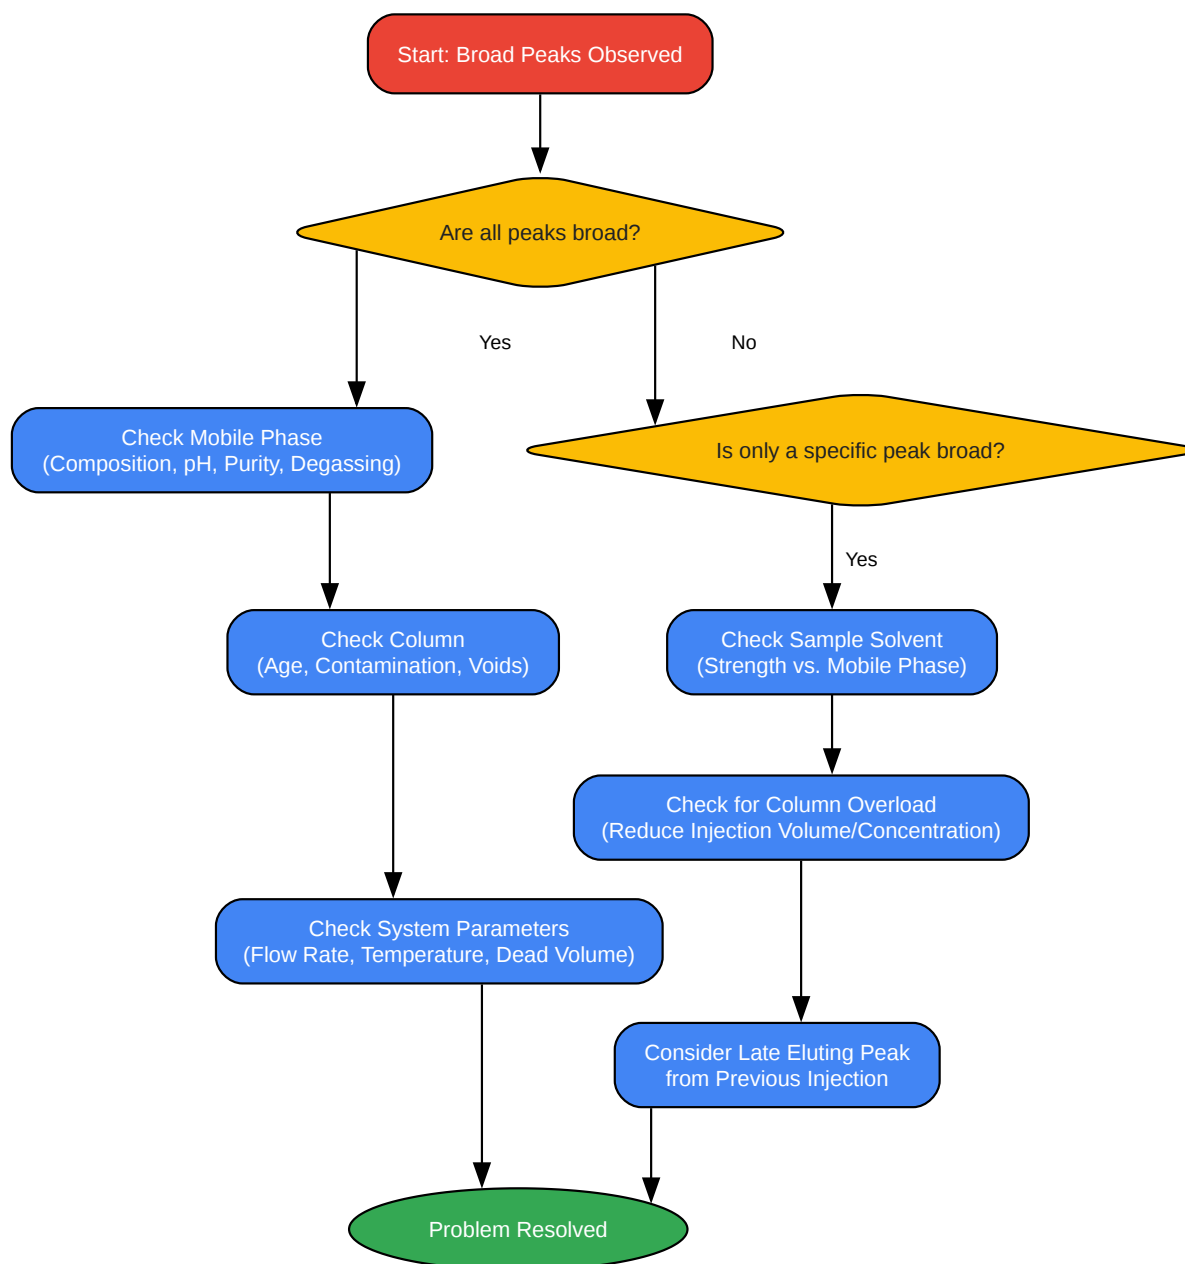 Start: Broad Peaks Observed
Are all peaks broad?
Yes
No
Check Mobile Phase
(Composition, pH, Purity, Degassing)
Is only a specific peak broad?
Yes
Check Column
(Age, Contamination, Voids)
Check Sample Solvent
(Strength vs. Mobile Phase)
Check for Column Overload
(Reduce Injection Volume/Concentration)
Check System Parameters
(Flow Rate, Temperature, Dead Volume)
Consider Late Eluting Peak
from Previous Injection
Problem Resolved